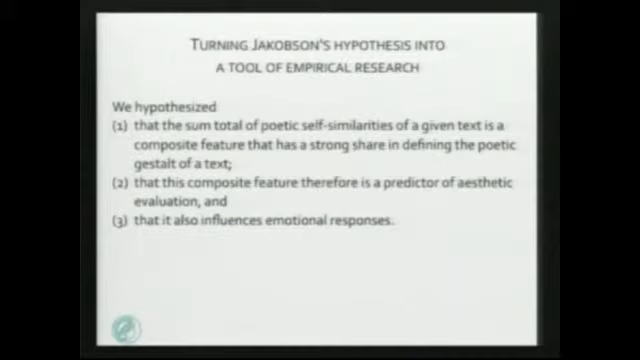 TURNING JAKOBSON'S HYPOTHESIS INTO
A TOOL OF EMPIRICAL RESEARCH
We hypothesized
(1) that the sum total of poetic self-similarities of a given text is a
composite feature that has a strong share in defining the poetic
gestalt of a text;
(2) that this composite feature therefore is a predictor of aesthetic
evaluation, and
(3) that it also influences emotional responses.